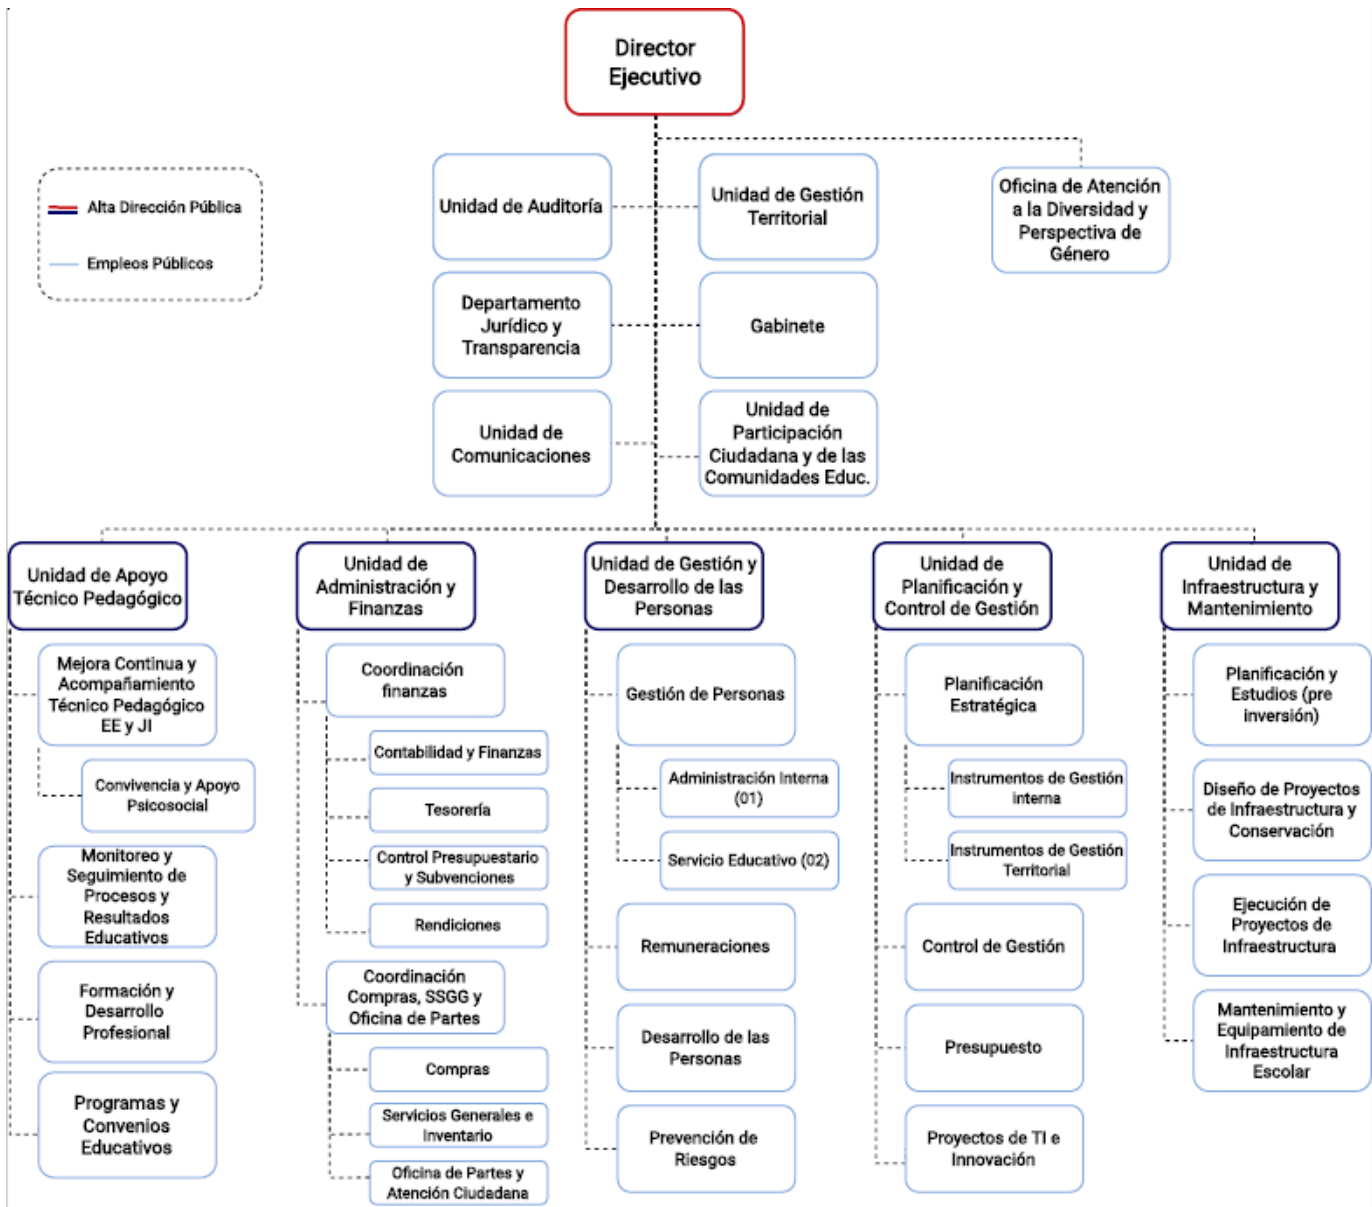 Director
Ejecutivo
Alta Dirección Pública
Empleos Públicos
Unidad de Auditoría
Unidad de Gestión
Territorial
Oficina de Atención
a la Diversidad y
Perspectiva de
Género
Departamento
Jurídico y
Transparencia
Gabinete
Unidad de
Comunicaciones
Unidad de
Participación
Ciudadana y de las
Comunidades Educ.
Unidad de Apoyo
Técnico Pedagógico
Mejora Continua y
Acompañamiento
Técnico Pedagógico
EE y JI
Convivencia y Apoyo
Psicosocial
Monitoreo y
Seguimiento de
Procesos y
Resultados
Educativos
Formación y
Desarrollo
Profesional
Programas y
Convenios
Educativos
Unidad de
Administración y
Finanzas
Coordinación
finanzas
Contabilidad y Finanzas
Tesorería
Control Presupuestario
y Subvenciones
Rendiciones
Coordinación
Compras, SSGG y
Oficina de Partes
Compras
Servicios Generales e
Inventario
Oficina de Partes y
Atención Ciudadana
Unidad de Gestión y
Desarrollo de las
Personas
Gestión de Personas
Administración Interna
(01)
Servicio Educativo (02)
Remuneraciones
Desarrollo de las
Personas
Prevención de
Riesgos
Unidad de
Planificación y
Control de Gestión
Planificación
Estratégica
Instrumentos de Gestión
interna
Instrumentos de Gestión
Territorial
Control de Gestión
Presupuesto
Proyectos de TI e
Innovación
Unidad de
Infraestructura y
Mantenimiento
Planificación y
Estudios (pre
inversión)
Diseño de Proyectos
de Infraestructura y
Conservación
Ejecución de
Proyectos de
Infraestructura
Mantenimiento y
Equipamiento de
Infraestructura
Escolar